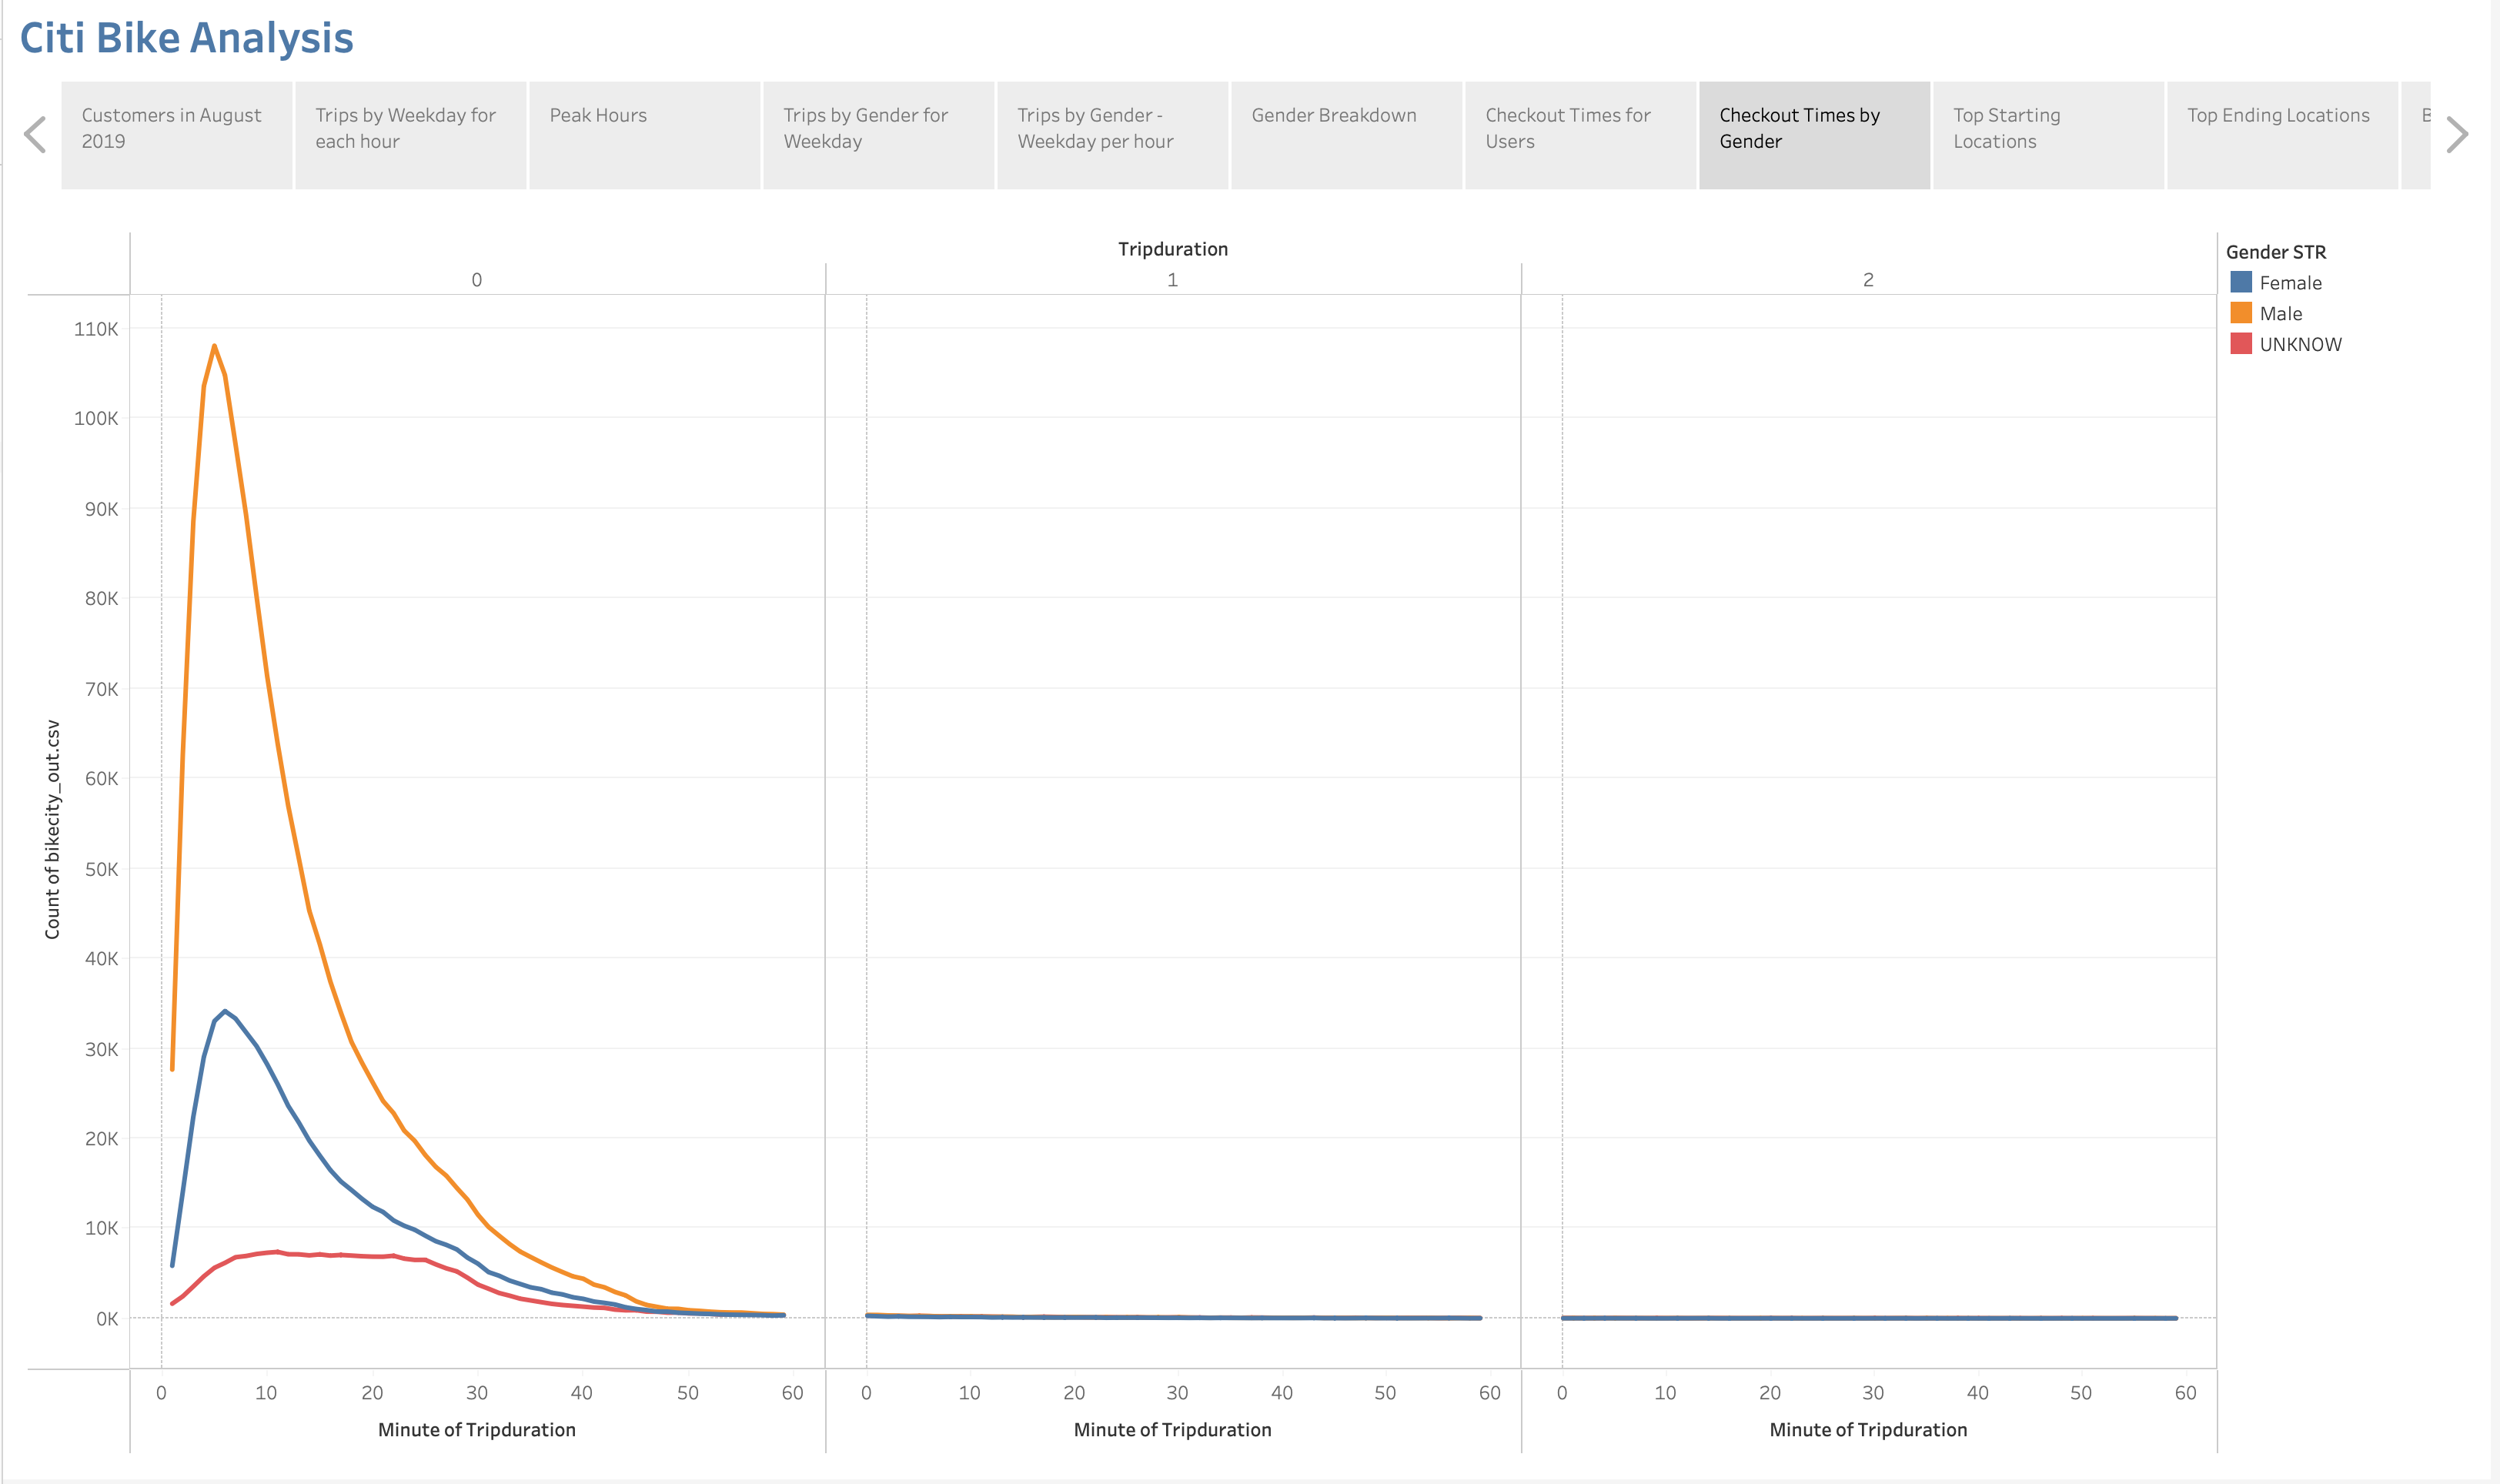 Citi Bike Analysis
Customers in August
2019
Trips by Weekday for
each hour
Peak Hours
Trips by Gender for
Weekday
Trips by Gender -
Weekday per hour
Gender Breakdown
Checkout Times for
Users
Checkout Times by
Gender
Top Starting
Locations
Top Ending Locations
Tripduration
0 1 2
Gender STR
Female
Male
UNKNOW
Count of bikecity_out.csv
110K
100K
90K
80K
70K
60K
50K
40K
30K
20K
10K
0K
0 10 20 30 40 50 60 0 10 20 30 40 50 60 0 10 20 30 40 50 60
Minute of Tripduration Minute of Tripduration Minute of Tripduration